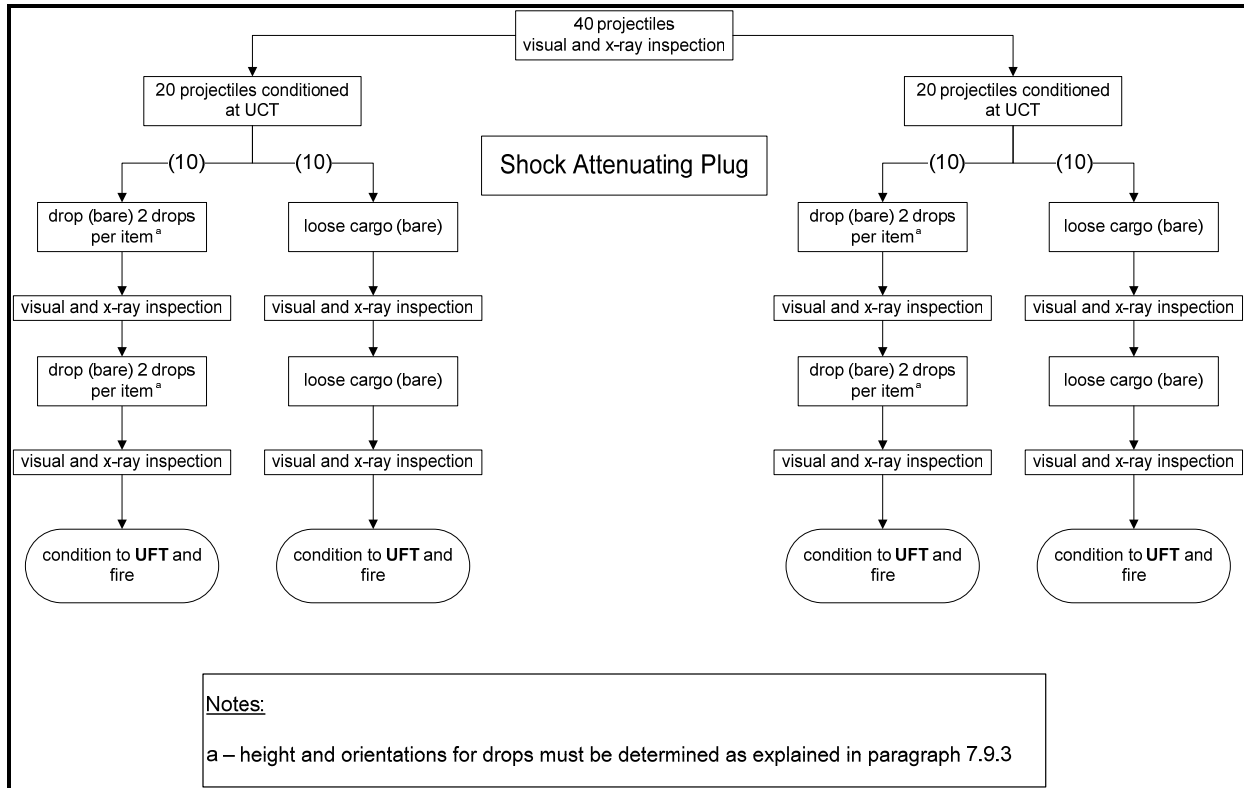 40 projectiles
visual and x-ray inspection
20 projectiles conditioned
at UCT
20 projectiles conditioned
at UCT
Shock Attenuating Plug
(10)
(10)
(10)
(10)
drop (bare) 2 drops
per item a
loose cargo (bare)
drop (bare) 2 drops
per item a
loose cargo (bare)
visual and x-ray inspection
visual and x-ray inspection
visual and x-ray inspection
visual and x-ray inspection
drop (bare) 2 drops
per item a
loose cargo (bare)
drop (bare) 2 drops
per item a
loose cargo (bare)
visual and x-ray inspection
visual and x-ray inspection
visual and x-ray inspection
visual and x-ray inspection
condition to UFT and
fire
condition to UFT and
fire
condition to UFT and
fire
condition to UFT and
fire
Notes:
a – height and orientations for drops must be determined as explained in paragraph 7.9.3